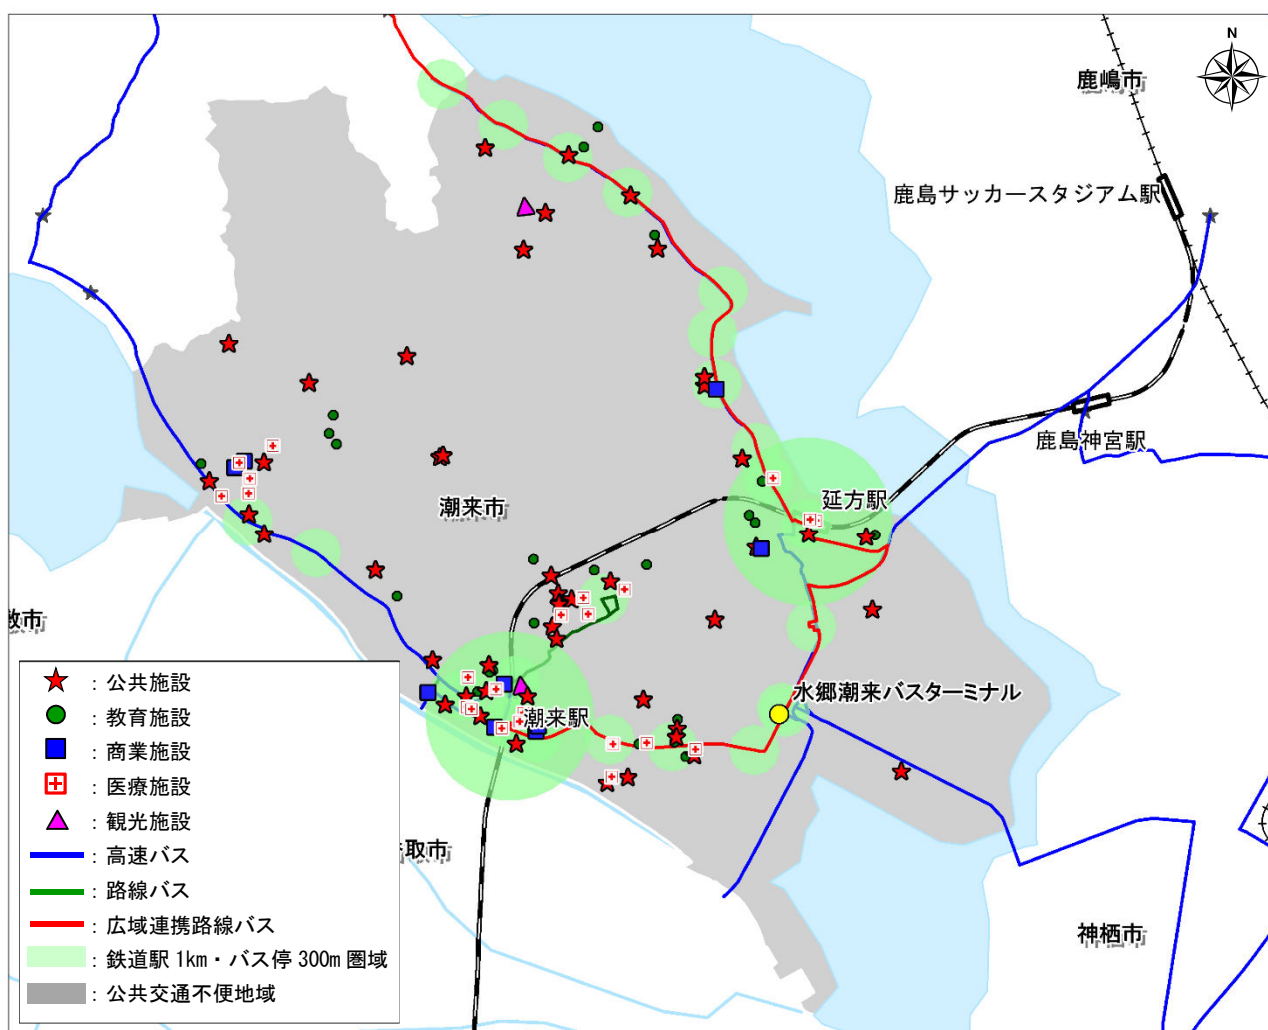 N
鹿嶋市
鹿島サッカースタジアム駅
鹿島神宮駅
潮来市
延方駅
敷市
水郷潮来バスターミナル
潮来駅
取市
神栖市
：公共施設
：教育施設
：商業施設
：医療施設
：観光施設
：高速バス
：路線バス
：広域連携路線バス
：鉄道駅 1km・バス停 300m 圏域
：公共交通不便地域